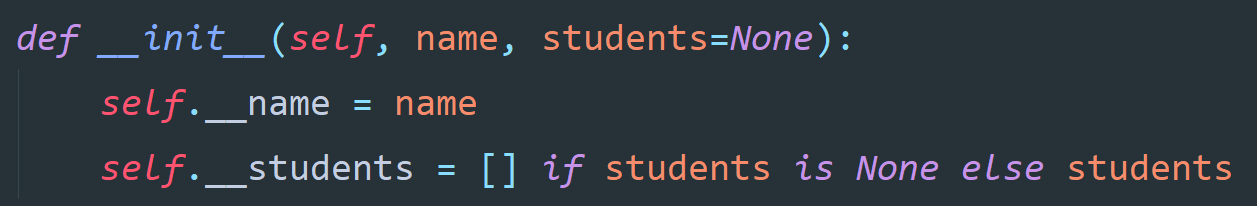 def __init__(self, name, students=None):
    self.__name = name
    self.__students = [] if students is None else students